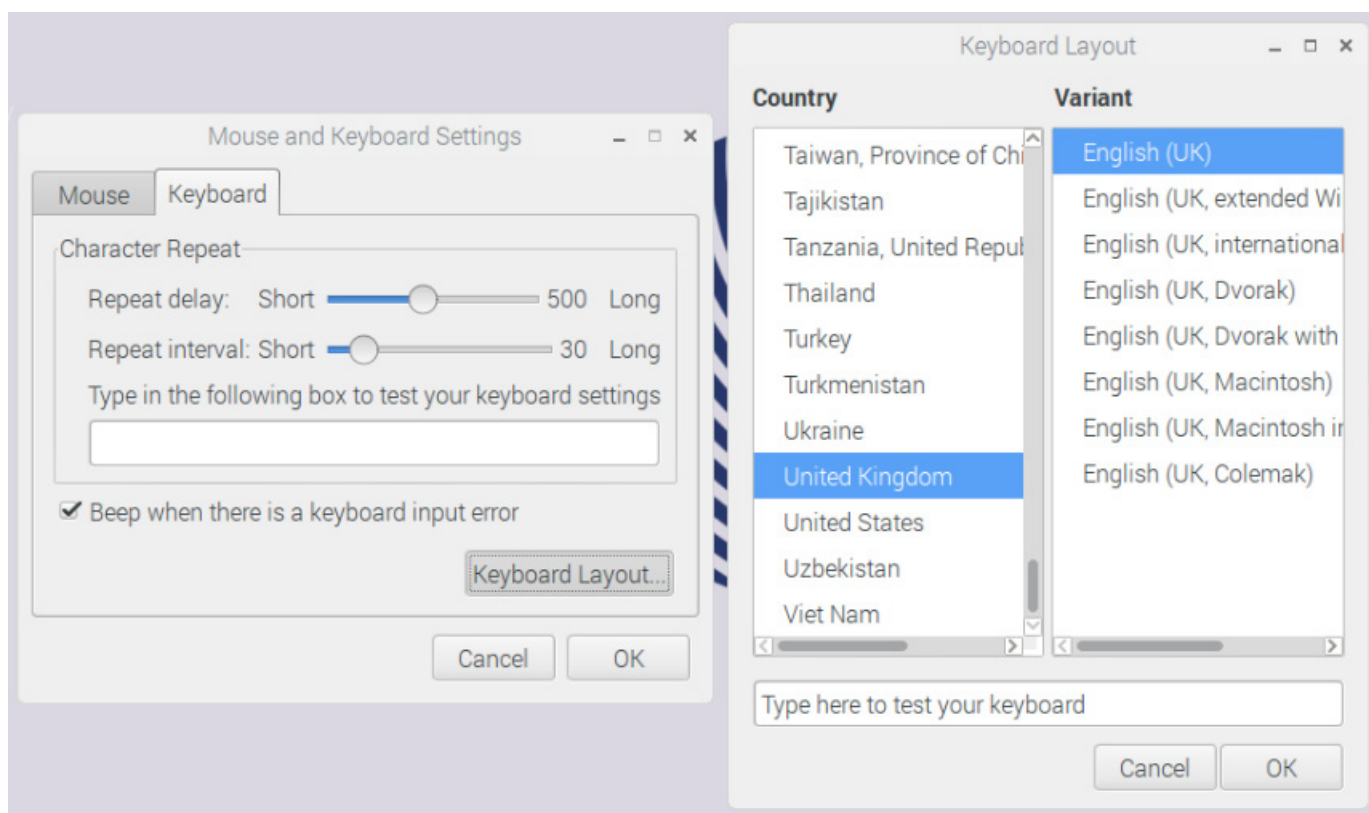 Mouse and Keyboard Settings
Mouse Keyboard
Character Repeat
Repeat delay: Short 500 Long
Repeat interval: Short 30 Long
Type in the following box to test your keyboard settings
Beep when there is a keyboard input error
Keyboard Layout...
Cancel OK
Keyboard Layout
Country Variant
Taiwan, Province of Chi
Tajikistan
Tanzania, United Repub
Thailand
Turkey
Turkmenistan
Ukraine
United Kingdom
United States
Uzbekistan
Viet Nam
English (UK)
English (UK, extended Wi
English (UK, international
English (UK, Dvorak)
English (UK, Dvorak with
English (UK, Macintosh)
English (UK, Macintosh in
English (UK, Colemak)
Type here to test your keyboard
Cancel OK